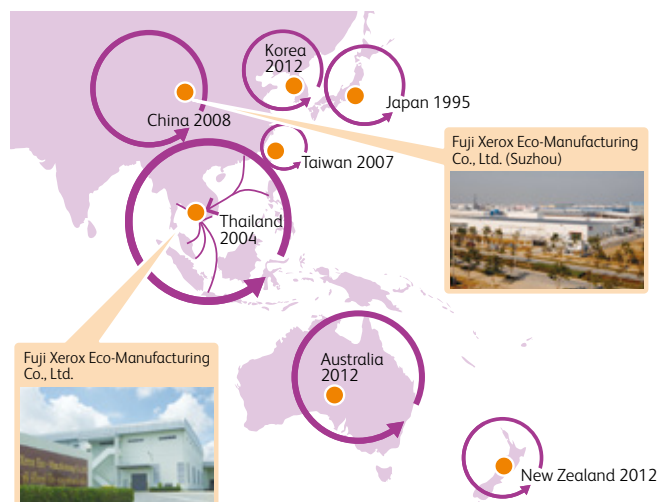 Korea
2012
Japan 1995
China 2008
Taiwan 2007
Fuji Xerox Eco-Manufacturing
Co., Ltd. (Suzhou)
Thailand
2004
Fuji Xerox Eco-Manufacturing
Co., Ltd.
Australia
2012
New Zealand 2012